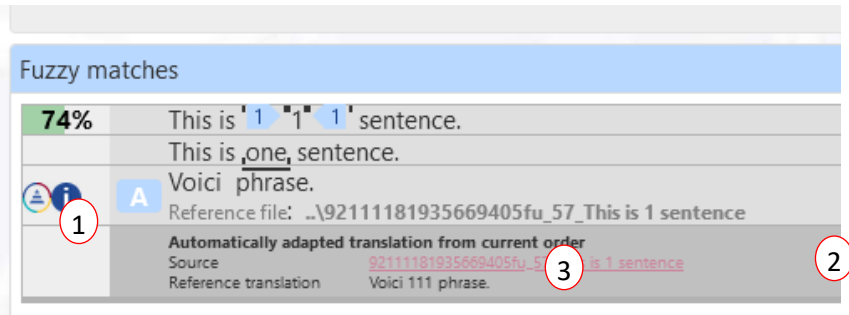 Fuzzy matches
74% This is 1 1 1 sentence.
This is one sentence.
A Voici phrase.
1 Reference file: ..\92111181935669405fu_57_This is 1 sentence
Automatically adapted translation from current order
Source 92111181935669405fu_57 is 1 sentence
3 2
Reference translation Voici 111 phrase.